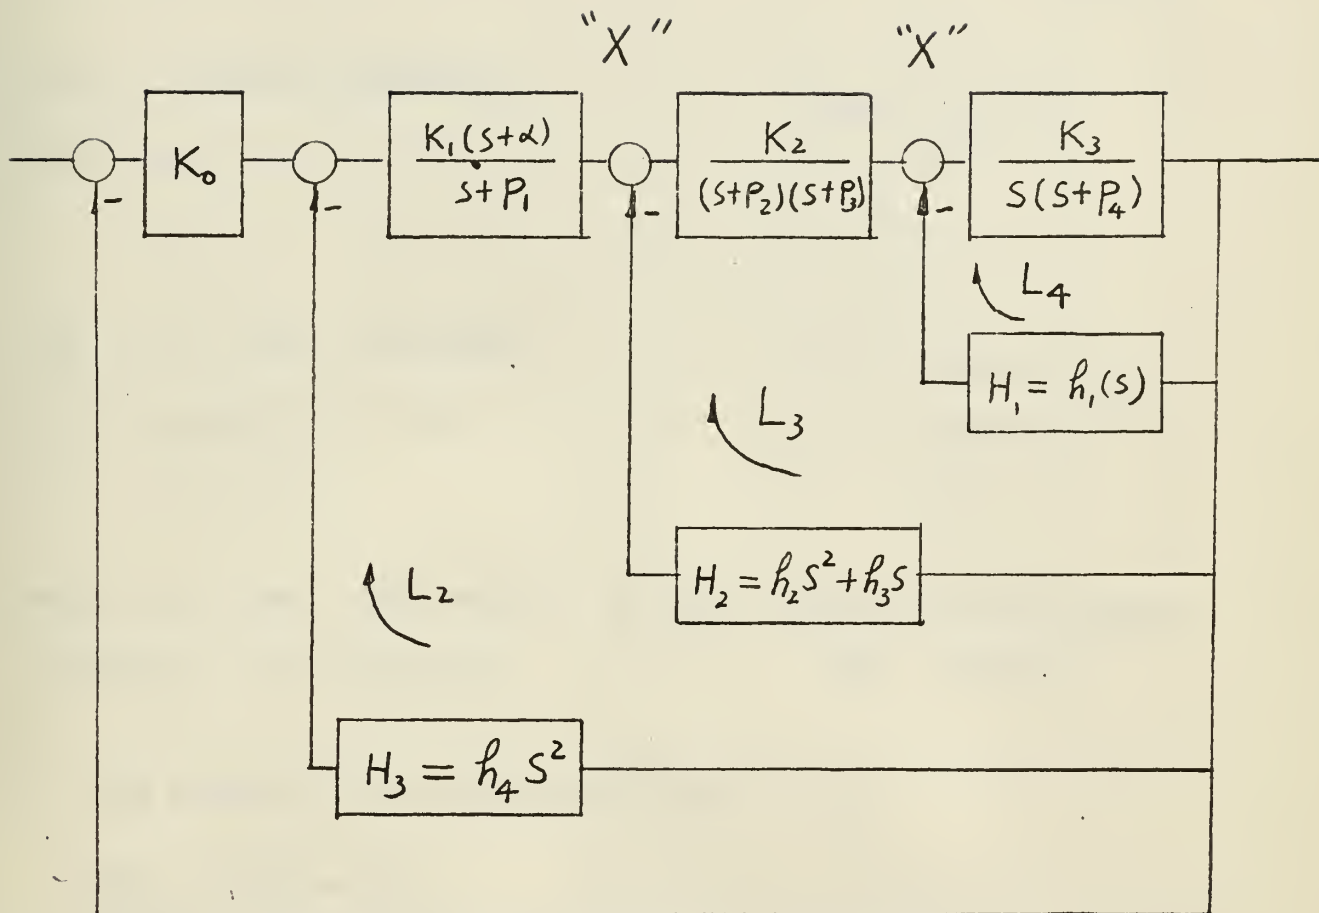 "X" "X"
K₀
K₁(s+α)
s+P₁
K₂
(s+P₂)(s+P₃)
K₃
S(S+P₄)
-
-
-
-
L₄
H₁ = h₁(s)
L₃
H₂ = h₂S²+h₃S
L₂
H₃ = h₄S²